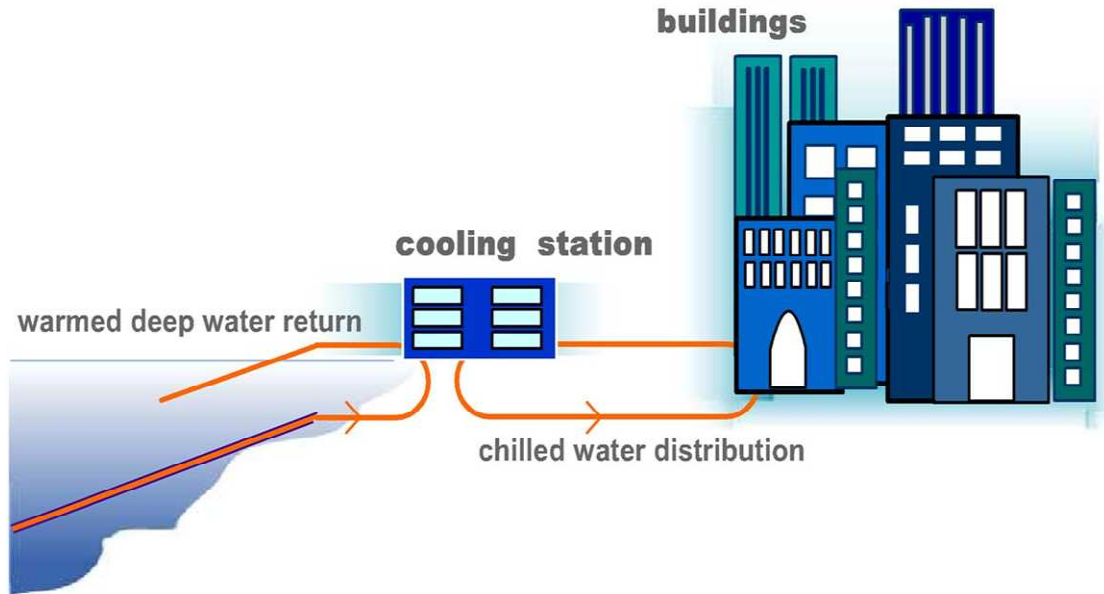 buildings
cooling station
warmed deep water return
chilled water distribution